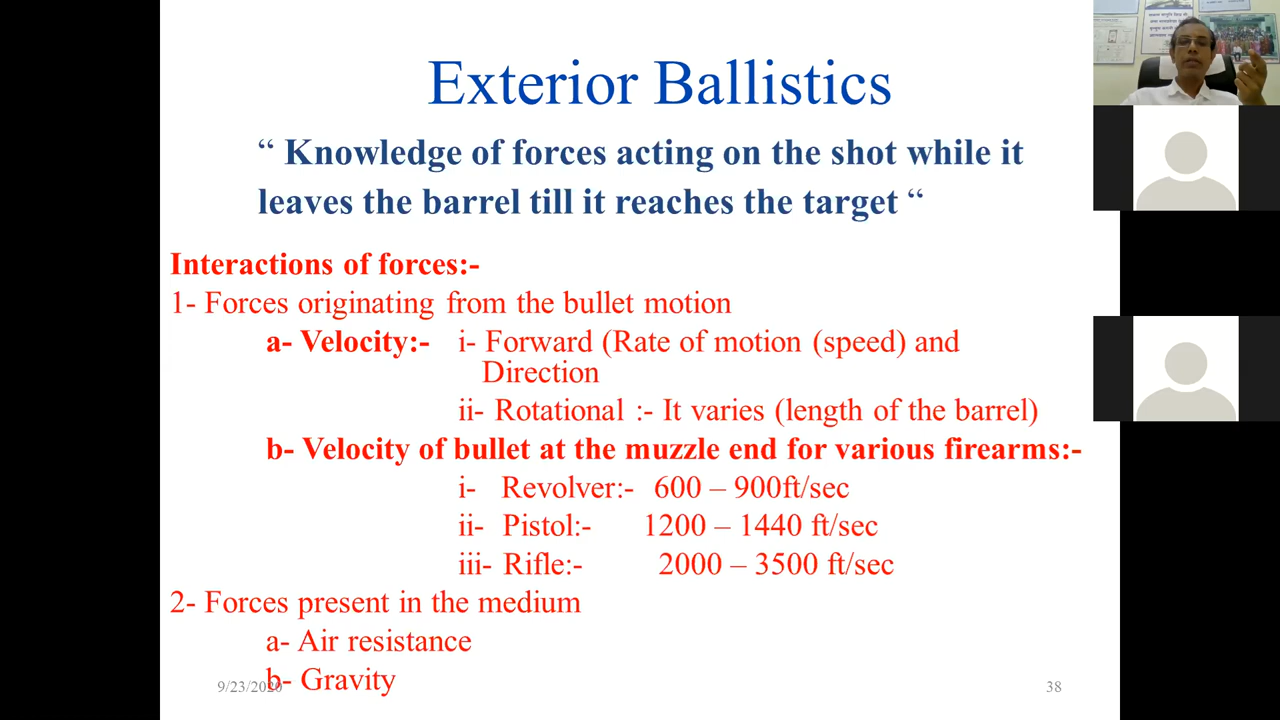 Exterior Ballistics
“ Knowledge of forces acting on the shot while it
leaves the barrel till it reaches the target “
Interactions of forces:-
1- Forces originating from the bullet motion
a- Velocity:- i- Forward (Rate of motion (speed) and
Direction
ii- Rotational :- It varies (length of the barrel)
b- Velocity of bullet at the muzzle end for various firearms:-
i- Revolver:- 600 – 900ft/sec
ii- Pistol:- 1200 – 1440 ft/sec
iii- Rifle:- 2000 – 3500 ft/sec
2- Forces present in the medium
a- Air resistance
b- Gravity
9/23/2020
38